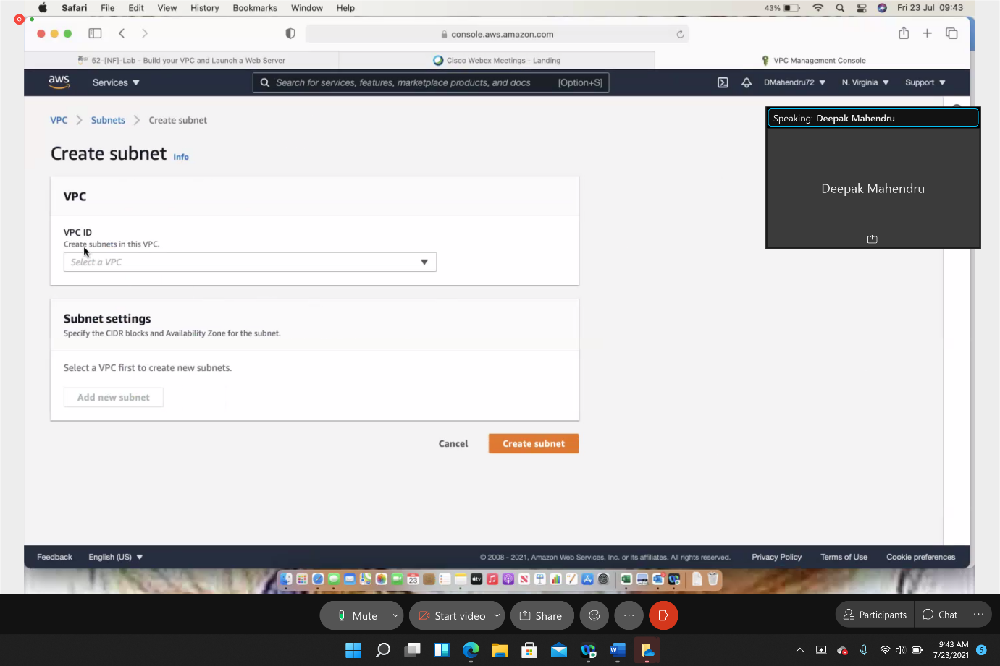 Safari File Edit View History Bookmarks Window Help
43% Fri 23 Jul 09:43
console.aws.amazon.com
52-[NF]-Lab - Build your VPC and Launch a Web Server
Cisco Webex Meetings - Landing
VPC Management Console
aws
Services
Search for services, features, marketplace products, and docs [Option+S]
DMahendru72
N. Virginia
Support
VPC
Subnets
Create subnet
Speaking: Deepak Mahendru
Deepak Mahendru
Create subnet Info
VPC
VPC ID
Create subnets in this VPC.
Select a VPC
Subnet settings
Specify the CIDR blocks and Availability Zone for the subnet.
Select a VPC first to create new subnets.
Add new subnet
Cancel
Create subnet
Feedback
English (US)
© 2008 - 2021, Amazon Web Services, Inc. or its affiliates. All rights reserved.
Privacy Policy
Terms of Use
Cookie preferences
23
tv
Mute
Start video
Share
Participants
Chat
W
9:43 AM
7/23/2021
6